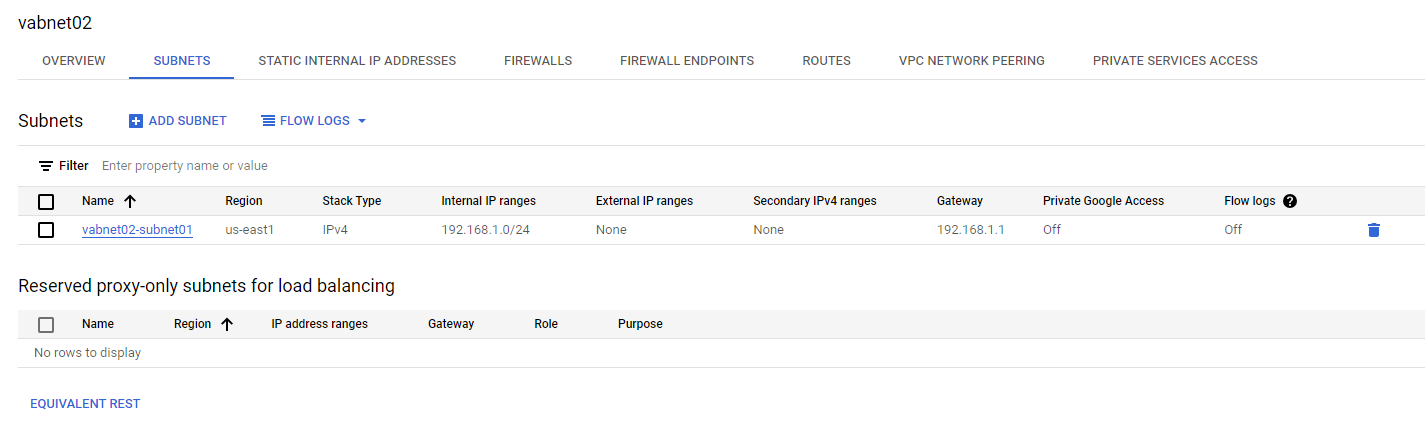 vabnet02
OVERVIEW SUBNETS STATIC INTERNAL IP ADDRESSES FIREWALLS FIREWALL ENDPOINTS ROUTES VPC NETWORK PEERING PRIVATE SERVICES ACCESS
Subnets ADD SUBNET FLOW LOGS
Filter Enter property name or value
Name Region Stack Type Internal IP ranges External IP ranges Secondary IPv4 ranges Gateway Private Google Access Flow logs ?
vabnet02-subnet01 us-east1 IPv4 192.168.1.0/24 None None 192.168.1.1 Off Off
Reserved proxy-only subnets for load balancing
Name Region IP address ranges Gateway Role Purpose
No rows to display
EQUIVALENT REST